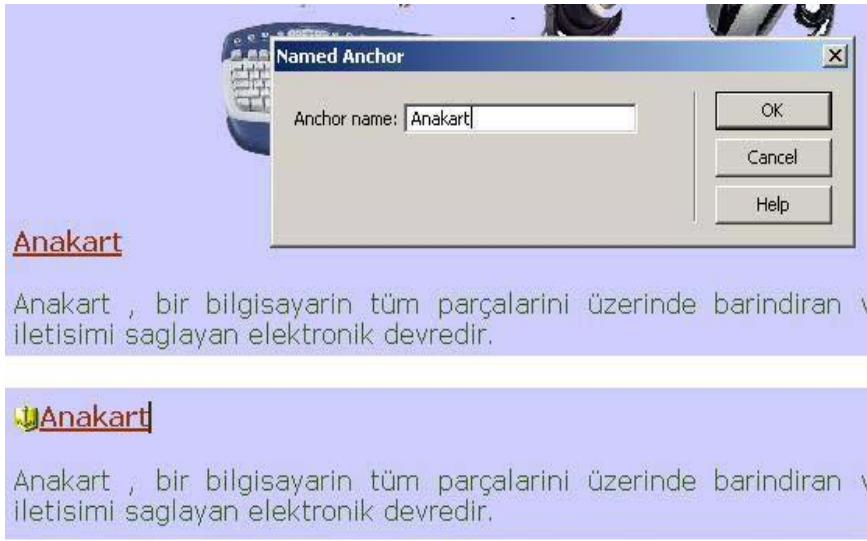 Named Anchor
Anchor name: Anakart
OK
Cancel
Help
Anakart
Anakart , bir bilgisayarin tüm parçalarini üzerinde barindiran
iletisimi saglayan elektronik devredir.
Anakart
Anakart , bir bilgisayarin tüm parçalarini üzerinde barindiran
iletisimi saglayan elektronik devredir.